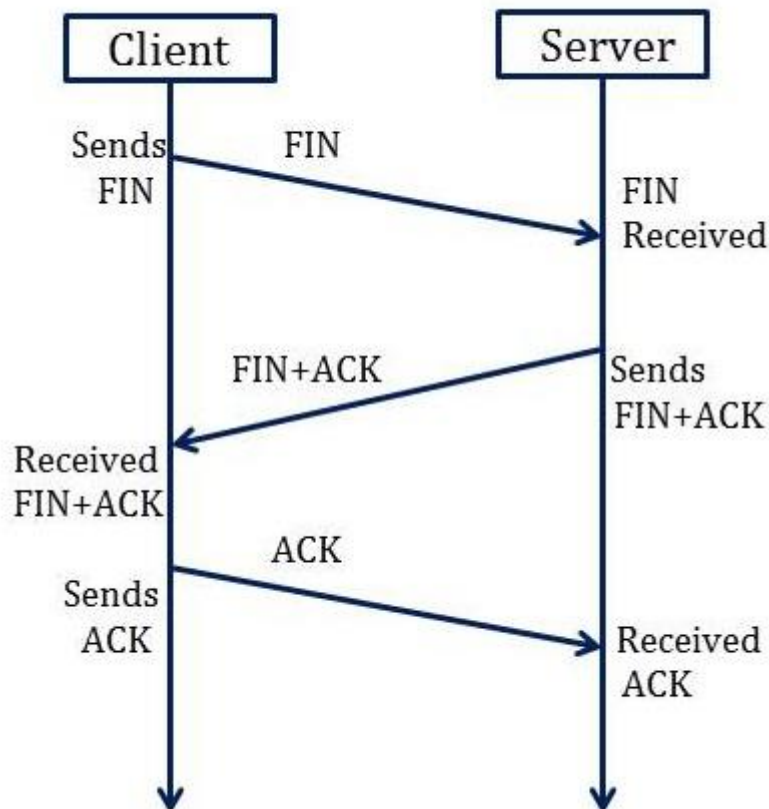 Client
Server
Sends
FIN
FIN
FIN
Received
FIN+ACK
Sends
FIN+ACK
Received
FIN+ACK
ACK
Sends
ACK
Received
ACK